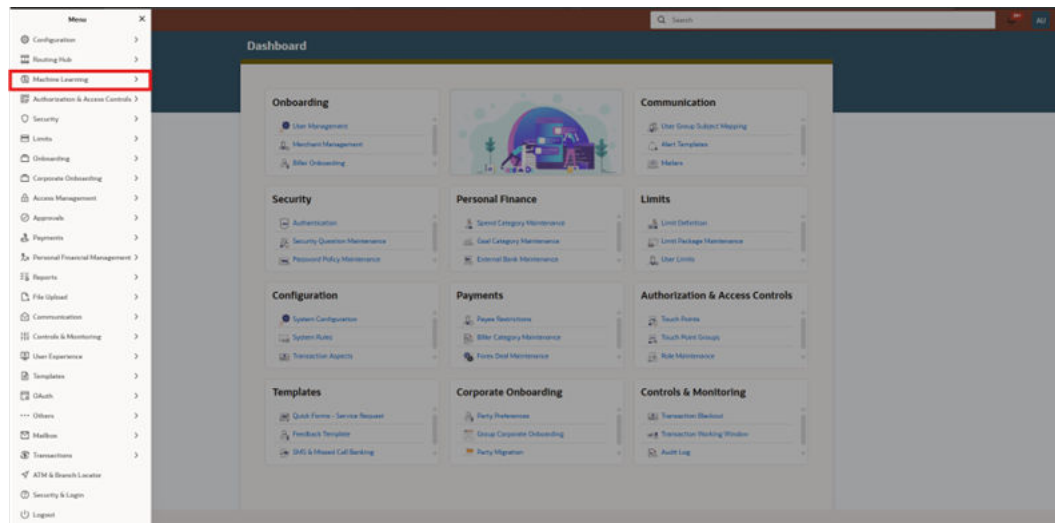 Menu
Configuration
Routing Hub
Machine Learning
Authorization & Access Controls
Security
Limits
Onboarding
Corporate Onboarding
Access Management
Approvals
Payments
Personal Financial Management
Reports
File Upload
Communication
Controls & Monitoring
User Experience
Templates
OAuth
Others
Mailbox
Transactions
ATM & Branch Locator
Security & Login
Logout
Search
AU
Dashboard
Onboarding
User Management
Merchant Management
Biller Onboarding
Communication
User Group Subject Mapping
Alert Templates
Mailers
Security
Authentication
Security Question Maintenance
Password Policy Maintenance
Personal Finance
Spend Category Maintenance
Goal Category Maintenance
External Bank Maintenance
Limits
Limit Definition
Limit Package Maintenance
User Limits
Configuration
System Configuration
System Rules
Transaction Aspects
Payments
Payee Restrictions
Biller Category Maintenance
Forex Deal Maintenance
Authorization & Access Controls
Touch Points
Touch Point Groups
Role Maintenance
Templates
Quick Forms - Service Request
Feedback Template
SMS & Missed Call Banking
Corporate Onboarding
Party Preferences
Group Corporate Onboarding
Party Migration
Controls & Monitoring
Transaction Blackout
Transaction Working Window
Audit Log